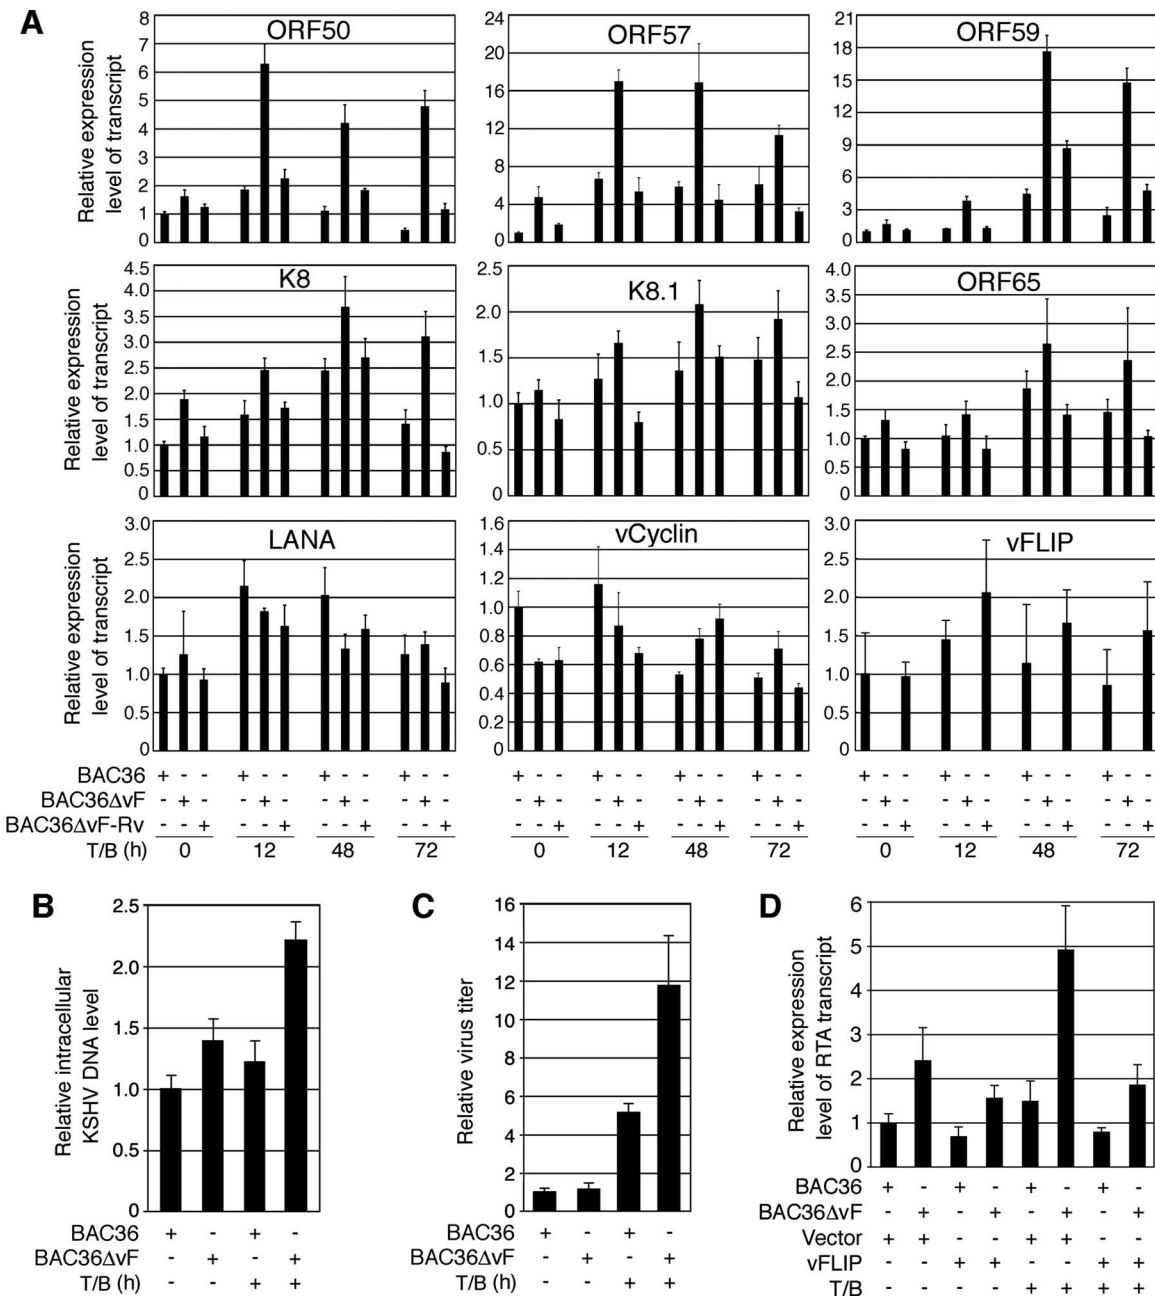 A
ORF50
ORF57
ORF59
Relative expression
level of transcript
8
7
6
5
4
3
2
1
0
24
20
16
12
8
4
0
21
18
15
12
9
6
3
0
K8
K8.1
ORF65
Relative expression
level of transcript
4.5
4.0
3.5
3.0
2.5
2.0
1.5
1.0
0.5
0
2.5
2.0
1.5
1.0
0.5
0
4.0
3.5
3.0
2.5
2.0
1.5
1.0
0.5
0
LANA
vCyclin
vFLIP
Relative expression
level of transcript
3.0
2.5
2.0
1.5
1.0
0.5
0
1.6
1.4
1.2
1.0
0.8
0.6
0.4
0.2
0
3.0
2.5
2.0
1.5
1.0
0.5
0
BAC36 + - - + - - + - - + - - + - - + - - + - - + - - + - - + - - + - - + - -
BAC36ΔvF - + - - + - - + - - + - - + - - + - - + - - + - - + - - + - - + - - + -
BAC36ΔvF-Rv - - + - - + - - + - - + - - + - - + - - + - - + - - + - - + - - + - - +
T/B (h) 0 12 48 72 0 12 48 72 0 12 48 72
B
Relative intracellular
KSHV DNA level
2.5
2.0
1.5
1.0
0.5
0
BAC36 + - + -
BAC36ΔvF - + - +
T/B (h) - - + +
C
Relative virus titer
16
14
12
10
8
6
4
2
0
BAC36 + - + -
BAC36ΔvF - + - +
T/B (h) - - + +
D
Relative expression
level of RTA transcript
6
5
4
3
2
1
0
BAC36 + - + - + - + -
BAC36ΔvF - + - + - + - +
Vector + + - - + + - -
vFLIP - - + + - - + +
T/B - - - - + + + +